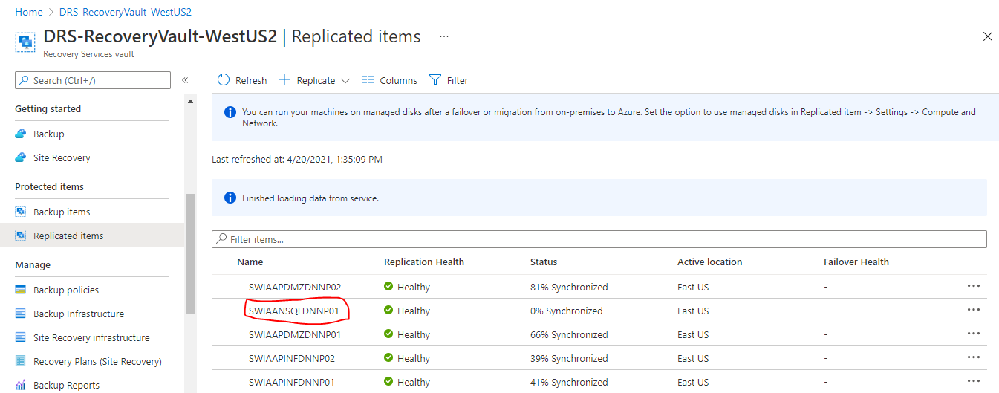 Home > DRS-RecoveryVault-WestUS2
DRS-RecoveryVault-WestUS2 | Replicated items ...
Recovery Services vault
Search (Ctrl+/)
«
Refresh
Replicate
Columns
Filter
Getting started
Backup
Site Recovery
Protected items
Backup items
Replicated items
Manage
Backup policies
Backup Infrastructure
Site Recovery infrastructure
Recovery Plans (Site Recovery)
Backup Reports
You can run your machines on managed disks after a failover or migration from on-premises to Azure. Set the option to use managed disks in Replicated item -> Settings -> Compute and
Network.
Last refreshed at: 4/20/2021, 1:35:09 PM
Finished loading data from service.
Filter items...
Name Replication Health Status Active location Failover Health
SWIAAPDMZDNNP02 Healthy 81% Synchronized East US - ...
SWIAANSQLDNNP01 Healthy 0% Synchronized East US - ...
SWIAAPDMZDNNP01 Healthy 66% Synchronized East US - ...
SWIAAPINFDNNP02 Healthy 39% Synchronized East US - ...
SWIAAPINFDNNP01 Healthy 41% Synchronized East US - ...